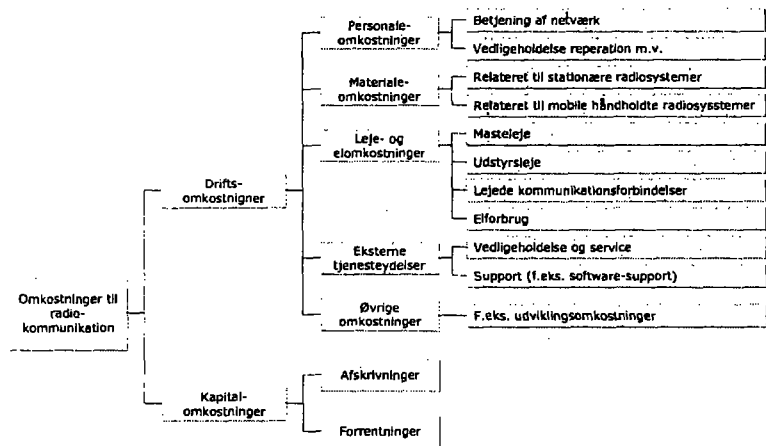 Personale-
omkostninger
Betjening af netværk
Vedligeholdelse reperation m.v.
Materiale-
omkostninger
Relateret til stationære radiosystemer
Relateret til mobile håndholdte radiosysstemer
Leje- og
elomkostninger
Masteleje
Udstyrsleje
Lejede kommunikationsforbindelser
Elforbrug
Drifts-
omkostnigner
Eksterne
tjenesteydelser
Vedligeholdelse og service
Support (f.eks. software-support)
Omkostninger til
radio-
kommunikation
Øvrige
omkostninger
F.eks. udviklingsomkostninger
Kapital-
omkostninger
Afskrivninger
Forrentninger